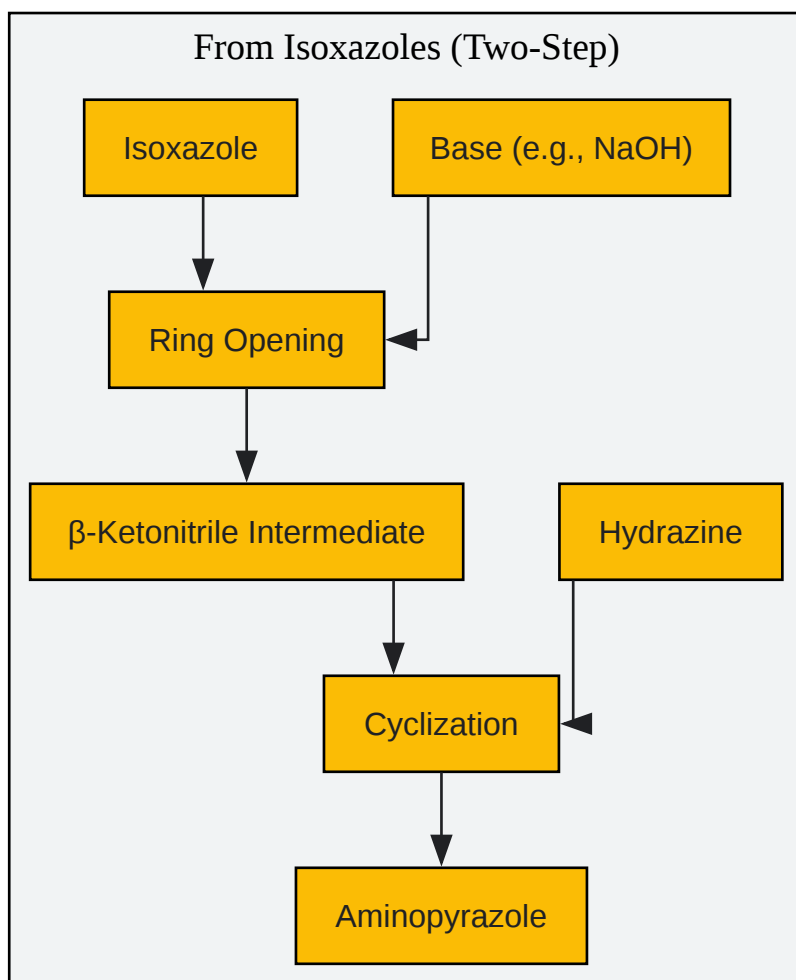 From Isoxazoles (Two-Step)
Isoxazole
Base (e.g., NaOH)
Ring Opening
β-Ketonitrile Intermediate
Hydrazine
Cyclization
Aminopyrazole